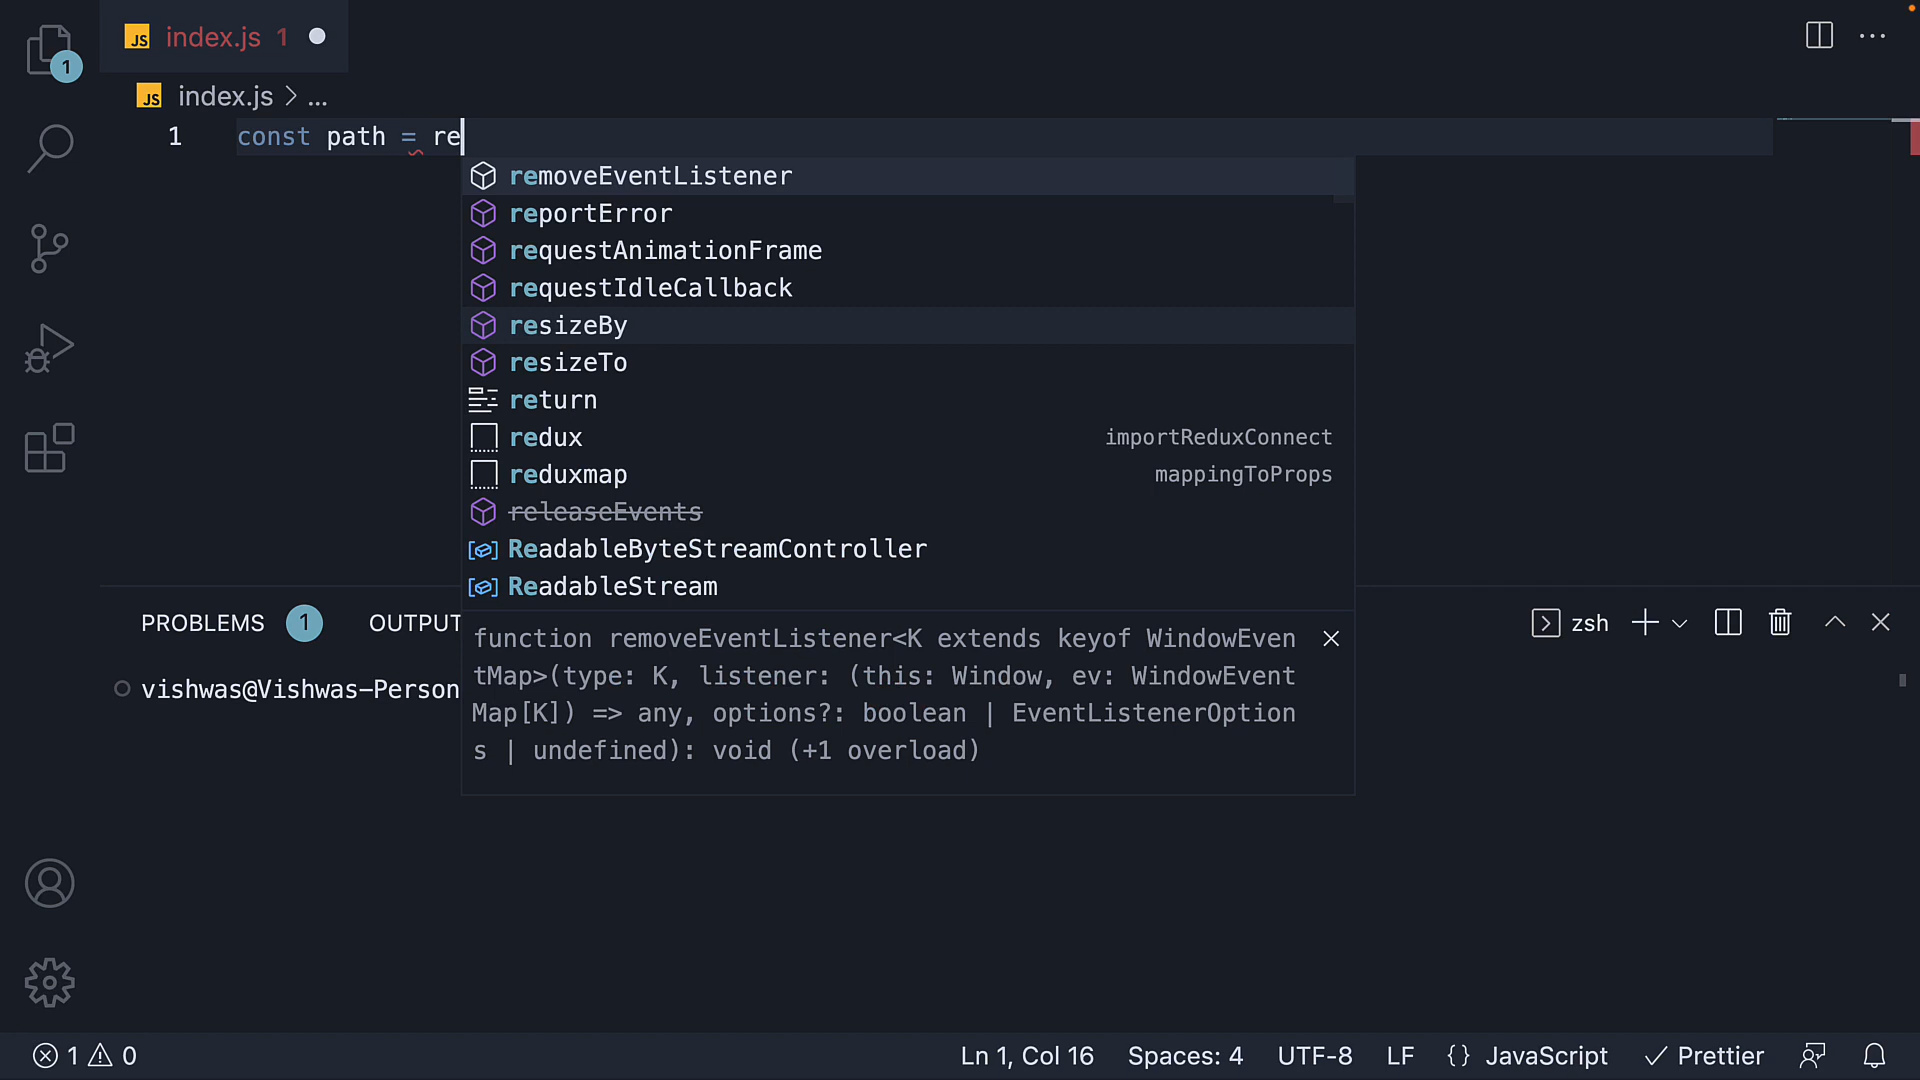 JS index.js 1
1
JS index.js > ...
1 const path = re
removeEventListener
reportError
requestAnimationFrame
requestIdleCallback
resizeBy
resizeTo
return
redux importReduxConnect
reduxmap mappingToProps
releaseEvents
ReadableByteStreamController
ReadableStream
PROBLEMS 1 OUTPUT
zsh
function removeEventListener<K extends keyof WindowEven
tMap>(type: K, listener: (this: Window, ev: WindowEvent
Map[K]) => any, options?: boolean | EventListenerOption
s | undefined): void (+1 overload)
vishwas@Vishwas-Person
1 0 Ln 1, Col 16 Spaces: 4 UTF-8 LF {} JavaScript Prettier